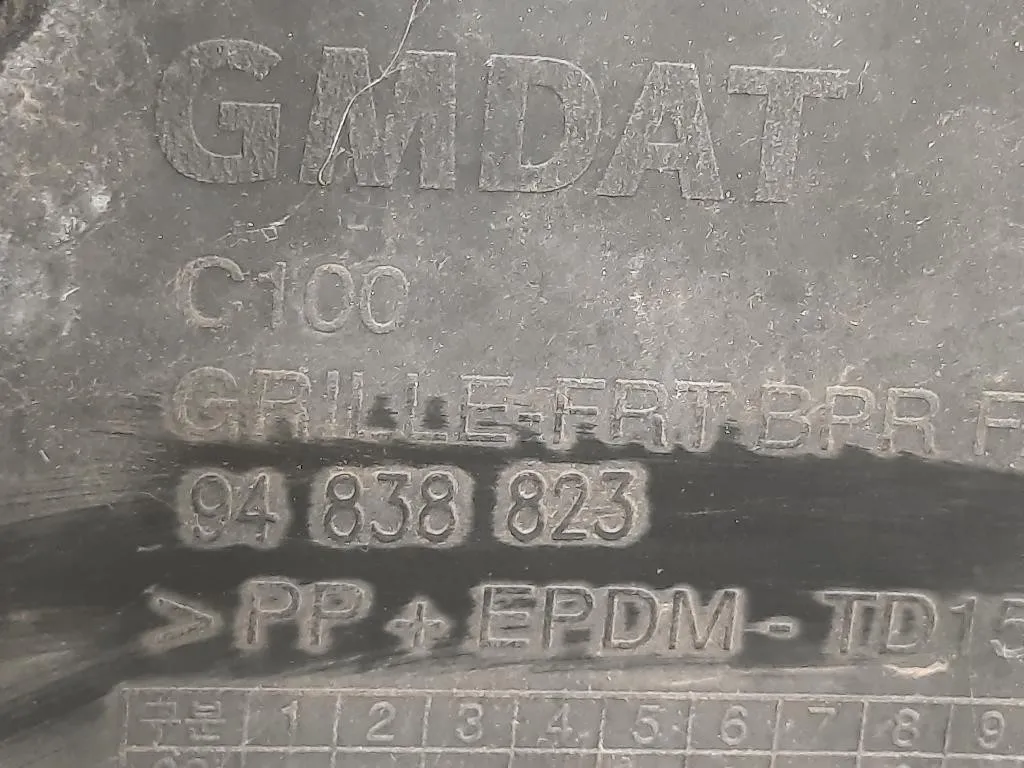 GMDAT
C100
GRILLE-FRT BPR F
94 838 823
>PP + EPDM - TD15
구분 1 2 3 4 5 6 7 8 9